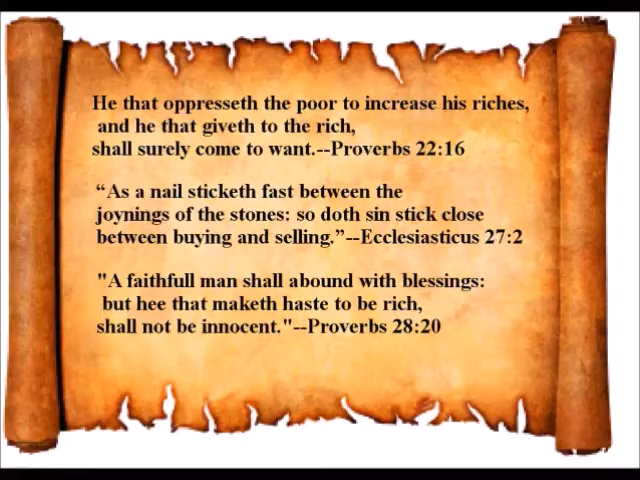 He that oppresseth the poor to increase his riches,
and he that giveth to the rich,
shall surely come to want.--Proverbs 22:16
“As a nail sticketh fast between the
joynings of the stones: so doth sin stick close
between buying and selling.”--Ecclesiasticus 27:2
"A faithfull man shall abound with blessings:
but hee that maketh haste to be rich,
shall not be innocent."--Proverbs 28:20